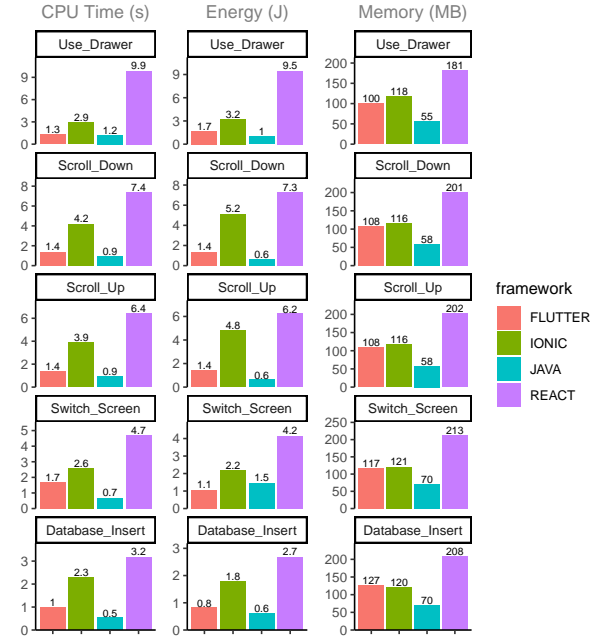 CPU Time (s) Energy (J) Memory (MB)
Use_Drawer Use_Drawer Use_Drawer
9 6 3 0 1.3 2.9 1.2 9.9
9 6 3 0 1.7 3.2 1 9.5
200 150 100 50 0 100 118 55 181
Scroll_Down Scroll_Down Scroll_Down
8 6 4 2 0 1.4 4.2 0.9 7.4
8 6 4 2 0 1.4 5.2 0.6 7.3
200 150 100 50 0 108 116 58 201
Scroll_Up Scroll_Up Scroll_Up
6 4 2 0 1.4 3.9 0.9 6.4
6 4 2 0 1.4 4.8 0.6 6.2
200 150 100 50 0 108 116 58 202
Switch_Screen Switch_Screen Switch_Screen
5 4 3 2 1 0 1.7 2.6 0.7 4.7
4 3 2 1 0 1.1 2.2 1.5 4.2
250 200 150 100 50 0 117 121 70 213
Database_Insert Database_Insert Database_Insert
3 2 1 0 1 2.3 0.5 3.2
3 2 1 0 0.8 1.8 0.6 2.7
200 150 100 50 0 127 120 70 208
framework
FLUTTER
IONIC
JAVA
REACT